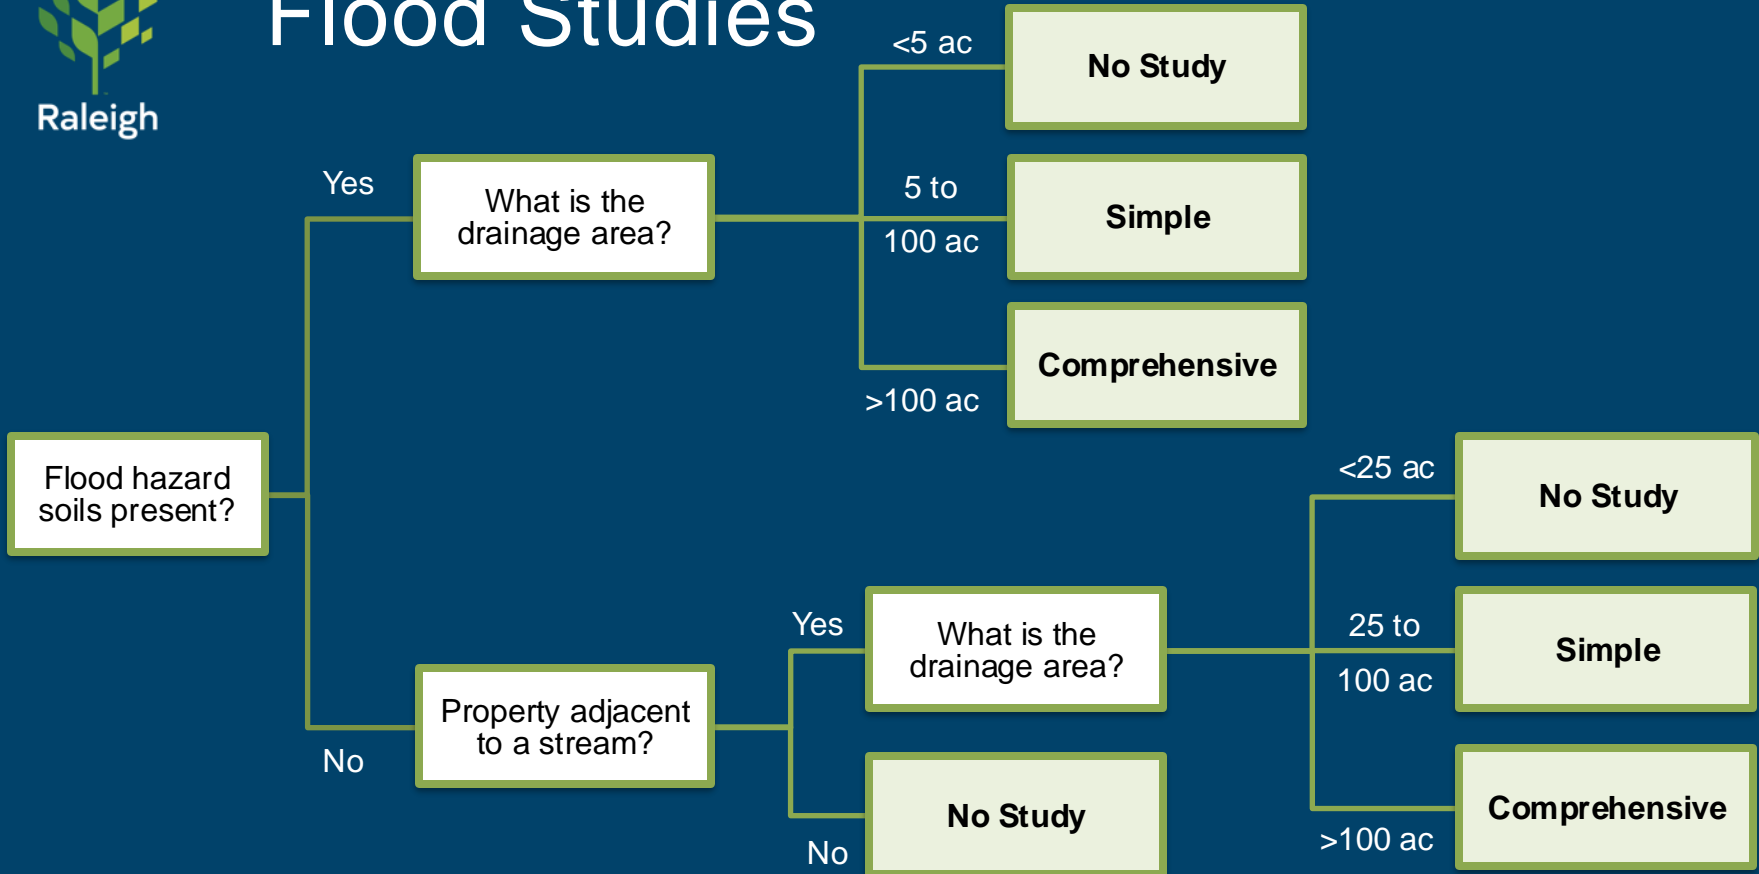 Flood Studies
Raleigh
Flood hazard
soils present?
Yes
What is the
drainage area?
<5 ac
No Study
5 to
100 ac
Simple
>100 ac
Comprehensive
No
Property adjacent
to a stream?
Yes
What is the
drainage area?
<25 ac
No Study
25 to
100 ac
Simple
>100 ac
Comprehensive
No
No Study